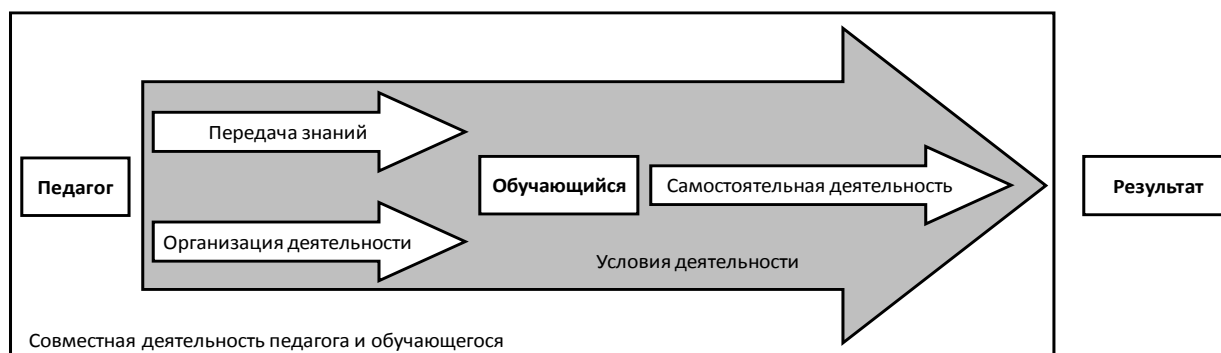 Передача знаний
Педагог
Обучающийся
Самостоятельная деятельность
Результат
Организация деятельности
Условия деятельности
Совместная деятельность педагога и обучающегося